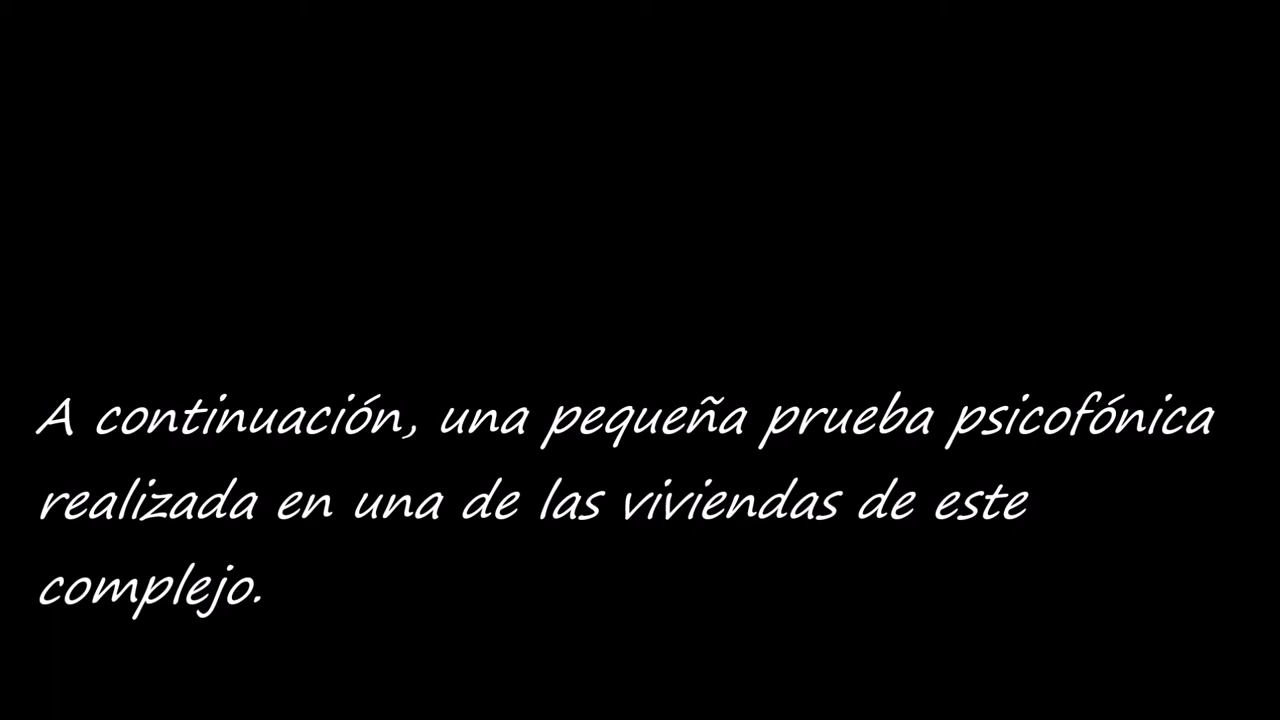 A continuación, una pequeña prueba psicofónica
realizada en una de las viviendas de este
complejo.